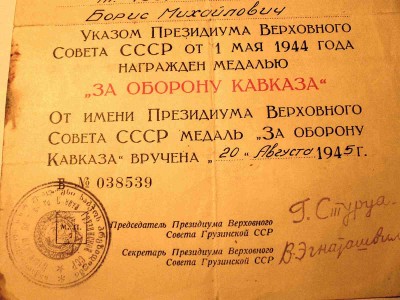 Борис Михайлович
Указом Президиума Верховного
Совета СССР от 1 мая 1944 года
награжден медалью
„ЗА ОБОРОНУ КАВКАЗА“
От имени Президиума Верховного
Совета СССР медаль „За оборону
Кавказа“ вручена „20“ Августа 1945 г.
В № 038539
Председатель Президиума Верховного
Совета Грузинской ССР
Г. Стуруа
Секретарь Президиума Верховного
Совета Грузинской ССР
В. Эгнаташвили
М.П.